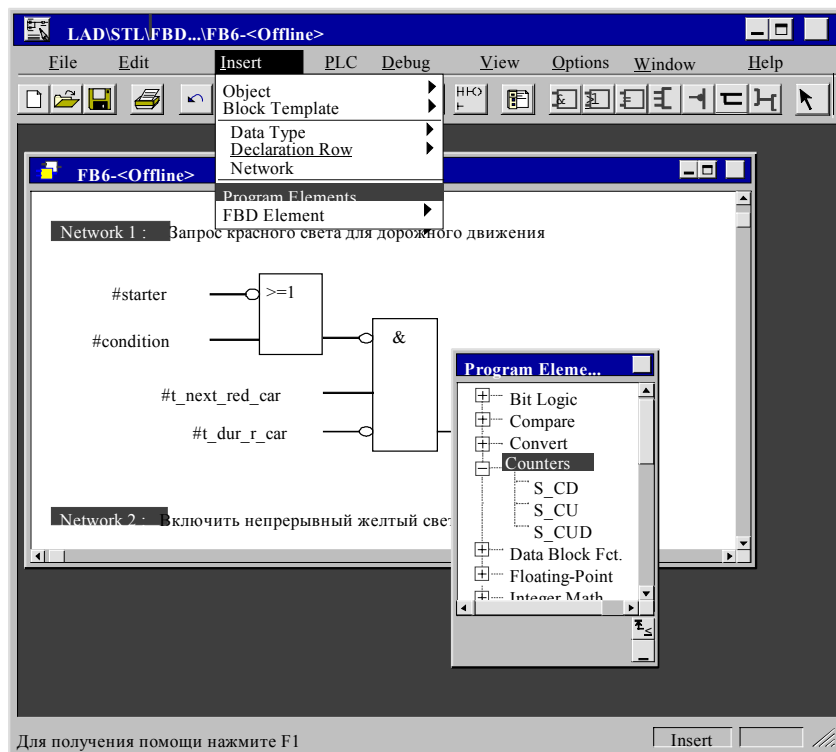 LAD\STL\FBD...\FB6-<Offline>
File Edit Insert PLC Debug View Options Window Help
Object
Block Template
Data Type
Declaration Row
Network
Program Elements
FBD Element
FB6-<Offline>
Network 1 : Запрос красного света для дорожного движения
#starter
>=1
#condition
&
#t_next_red_car
#t_dur_r_car
Network 2 : Включить непрерывный желтый свет
Program Eleme...
Bit Logic
Compare
Convert
Counters
S_CD
S_CU
S_CUD
Data Block Fct.
Floating-Point
Integer Math
Для получения помощи нажмите F1
Insert